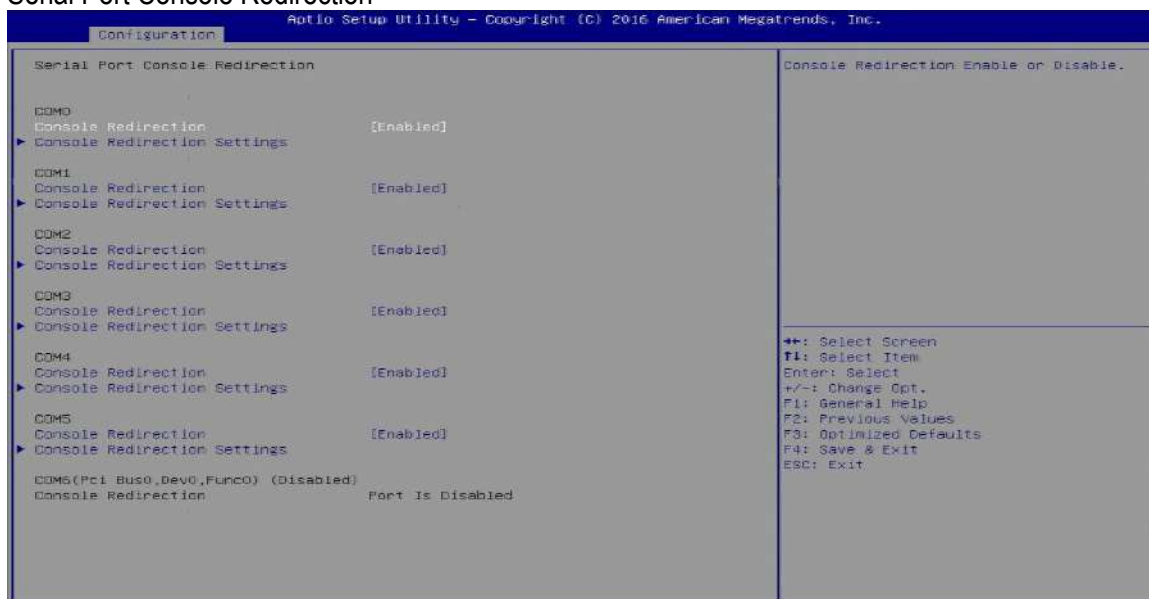 Serial Port Console Redirection
Aptio Setup Utility – Copyright (C) 2016 American Megatrends, Inc.
Configuration
Serial Port Console Redirection
COM0
Console Redirection [Enabled]
► Console Redirection Settings
COM1
Console Redirection [Enabled]
► Console Redirection Settings
COM2
Console Redirection [Enabled]
► Console Redirection Settings
COM3
Console Redirection [Enabled]
► Console Redirection Settings
COM4
Console Redirection [Enabled]
► Console Redirection Settings
COM5
Console Redirection [Enabled]
► Console Redirection Settings
COM6(Pci Bus0,Dev0,Func0) (Disabled)
Console Redirection Port Is Disabled
Console Redirection Enable or Disable.
→←: Select Screen
↑↓: Select Item
Enter: Select
+/-: Change Opt.
F1: General Help
F2: Previous Values
F3: Optimized Defaults
F4: Save & Exit
ESC: Exit